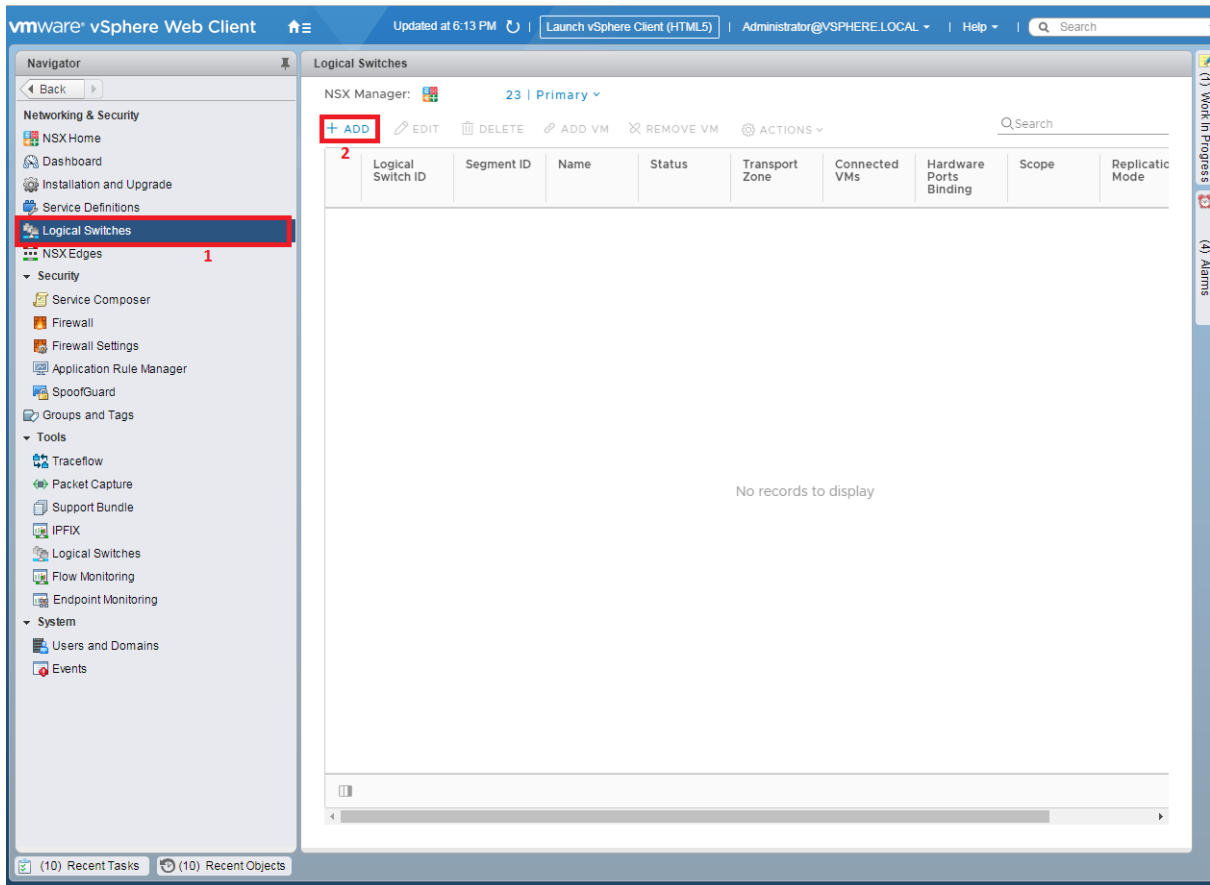 vmware® vSphere Web Client
Updated at 6:13 PM
Launch vSphere Client (HTML5)
Administrator@VSPHERE.LOCAL
Help
Search
Navigator
Back
Networking & Security
NSX Home
Dashboard
Installation and Upgrade
Service Definitions
Logical Switches
1
NSX Edges
Security
Service Composer
Firewall
Firewall Settings
Application Rule Manager
SpoofGuard
Groups and Tags
Tools
Traceflow
Packet Capture
Support Bundle
IPFIX
Logical Switches
Flow Monitoring
Endpoint Monitoring
System
Users and Domains
Events
Logical Switches
NSX Manager:
23 | Primary
+ ADD
EDIT
DELETE
ADD VM
REMOVE VM
ACTIONS
Search
2
Logical Switch ID
Segment ID
Name
Status
Transport Zone
Connected VMs
Hardware Ports Binding
Scope
Replicatio Mode
No records to display
(1) Work In Progress
(4) Alarms
(10) Recent Tasks
(10) Recent Objects